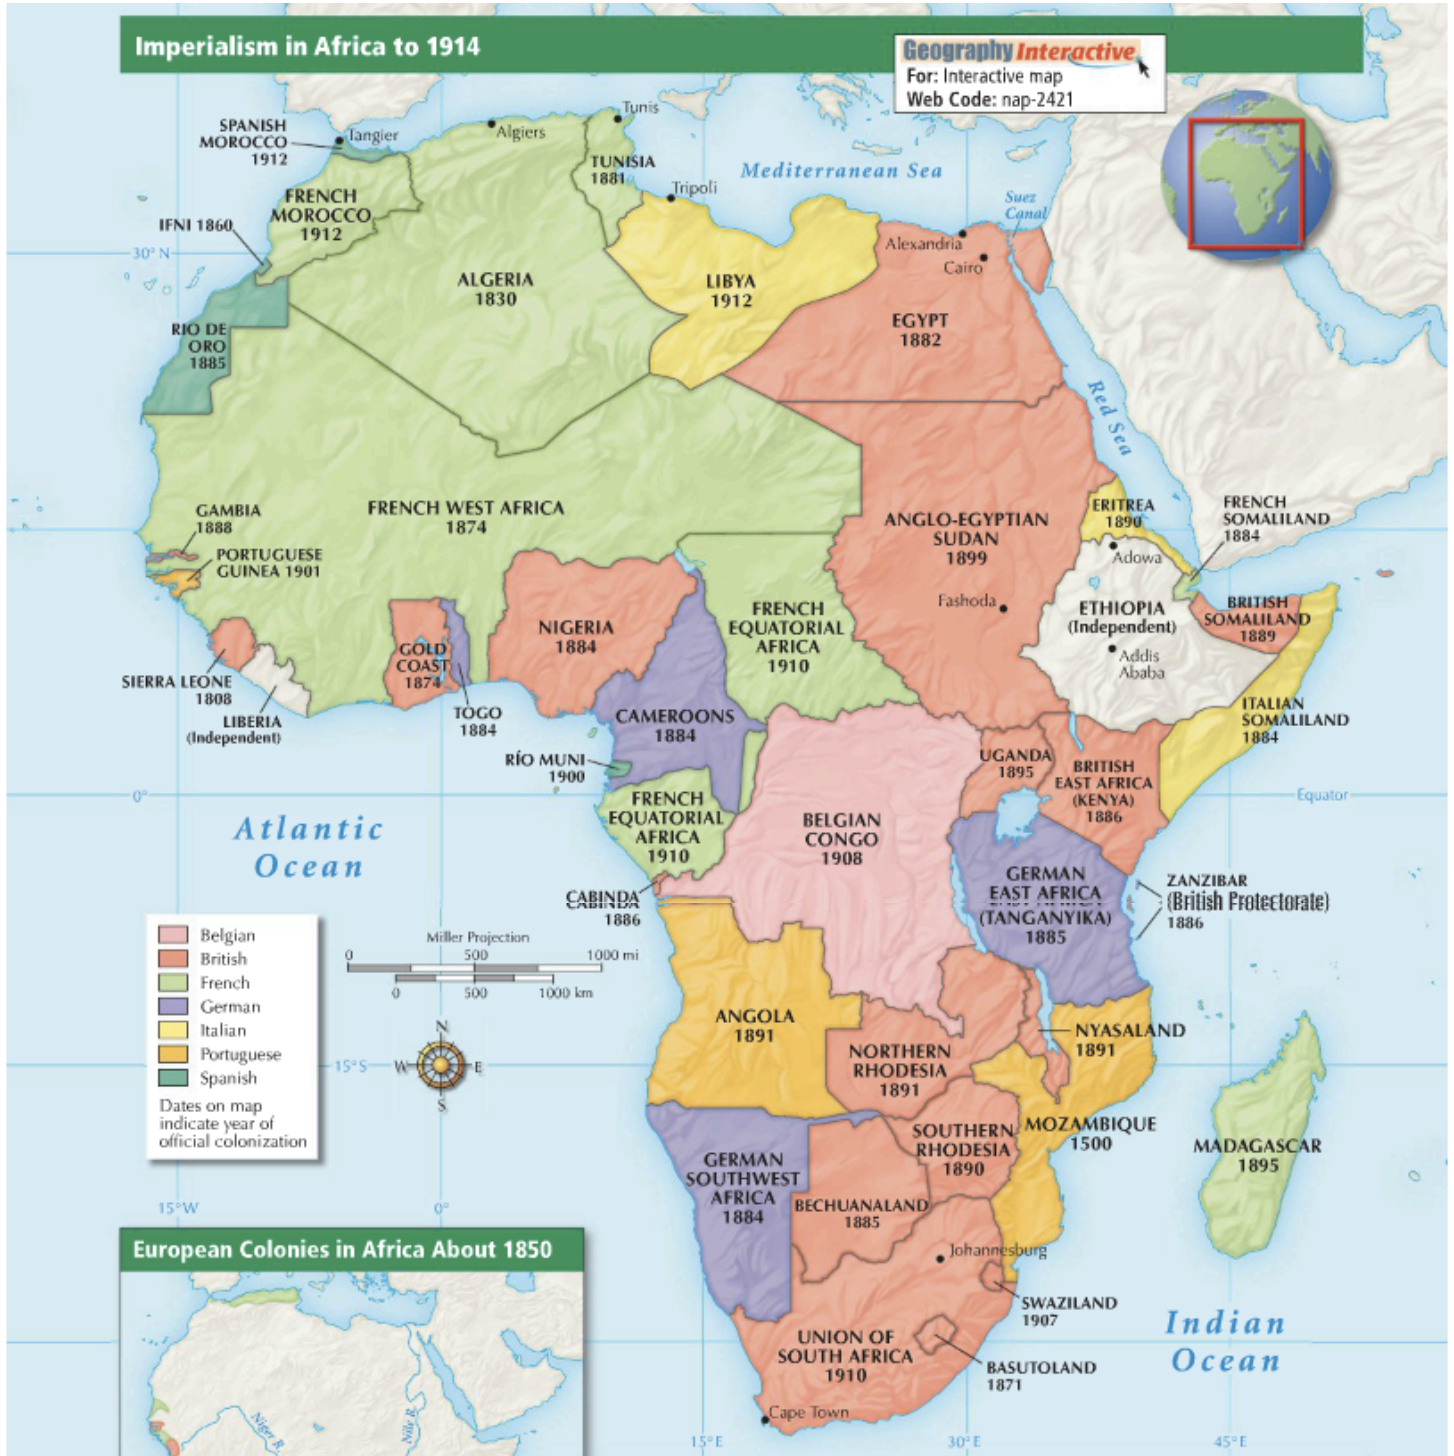 Imperialism in Africa to 1914
Geography Interactive
For: Interactive map
Web Code: nap-2421
SPANISH
MOROCCO
1912
Tangier
Algiers
Tunis
TUNISIA
1881
Tripoli
Mediterranean Sea
Suez
Canal
FRENCH
MOROCCO
1912
IFNI 1860
30°N
Alexandria
Cairo
ALGERIA
1830
LIBYA
1912
EGYPT
1882
RIO DE
ORO
1885
Red Sea
GAMBIA
1888
PORTUGUESE
GUINEA 1901
FRENCH WEST AFRICA
1874
ANGLO-EGYPTIAN
SUDAN
1899
Fashoda
ERITREA
1890
Adowa
FRENCH
SOMALILAND
1884
ETHIOPIA
(Independent)
Addis
Ababa
BRITISH
SOMALILAND
1889
ITALIAN
SOMALILAND
1884
SIERRA LEONE
1808
LIBERIA
(Independent)
GOLD
COAST
1874
TOGO
1884
NIGERIA
1884
FRENCH
EQUATORIAL
AFRICA
1910
CAMEROONS
1884
RÍO MUNI
1900
UGANDA
1895
BRITISH
EAST AFRICA
(KENYA)
1886
0°
Equator
Atlantic
Ocean
FRENCH
EQUATORIAL
AFRICA
1910
BELGIAN
CONGO
1908
GERMAN
EAST AFRICA
(TANGANYIKA)
1885
ZANZIBAR
(British Protectorate)
1886
CABINDA
1886
Belgian
British
French
German
Italian
Portuguese
Spanish
Dates on map
indicate year of
official colonization
Miller Projection
0 500 1000 mi
0 500 1000 km
N
W E
S
15°S
ANGOLA
1891
NORTHERN
RHODESIA
1891
NYASALAND
1891
MOZAMBIQUE
1500
MADAGASCAR
1895
SOUTHERN
RHODESIA
1890
GERMAN
SOUTHWEST
AFRICA
1884
BECHUANALAND
1885
Johannesburg
SWAZILAND
1907
UNION OF
SOUTH AFRICA
1910
BASUTOLAND
1871
Cape Town
Indian
Ocean
15°W
0°
15°E
30°E
45°E
European Colonies in Africa About 1850
Niger R.
Nile R.